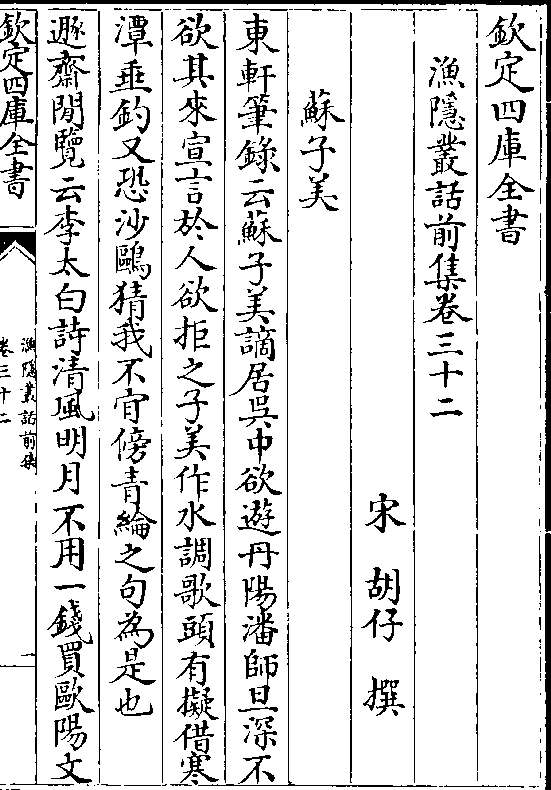 欽定四庫全書
漁隱叢話前集卷三十二
宋胡仔撰
蘇子美
東軒筆錄云蘇子美謫居吳中欲遊丹陽潘師旦深不
欲其來宣言於人欲拒之子美作水調歌頭有擬借寒
潭垂釣又恐沙鷗猜我不肯傍青綸之句為是也
遯齋閒覽云李太白詩清風明月不用一錢買歐陽文
欽定四庫全書
漁隱叢話前集
卷三十二
一